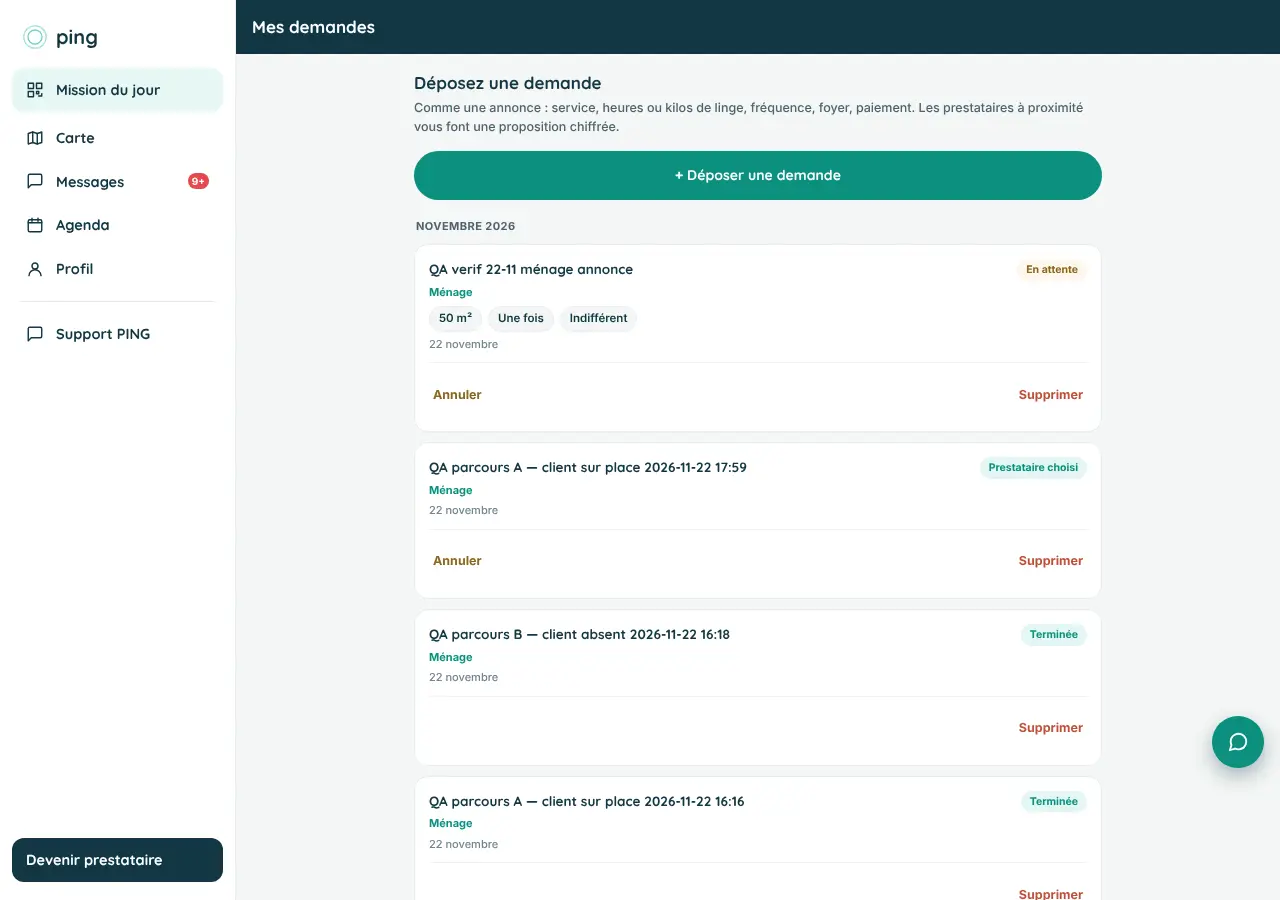 ping
Mission du jour
Carte
Messages
9+
Agenda
Profil
Support PING
Devenir prestataire
Mes demandes
Déposez une demande
Comme une annonce : service, heures ou kilos de linge, fréquence, foyer, paiement. Les prestataires à proximité
vous font une proposition chiffrée.
+ Déposer une demande
NOVEMBRE 2026
QA verif 22-11 ménage annonce
En attente
Ménage
50 m²
Une fois
Indifférent
22 novembre
Annuler
Supprimer
QA parcours A — client sur place 2026-11-22 17:59
Prestataire choisi
Ménage
22 novembre
Annuler
Supprimer
QA parcours B — client absent 2026-11-22 16:18
Terminée
Ménage
22 novembre
Supprimer
QA parcours A — client sur place 2026-11-22 16:16
Terminée
Ménage
22 novembre
Supprimer